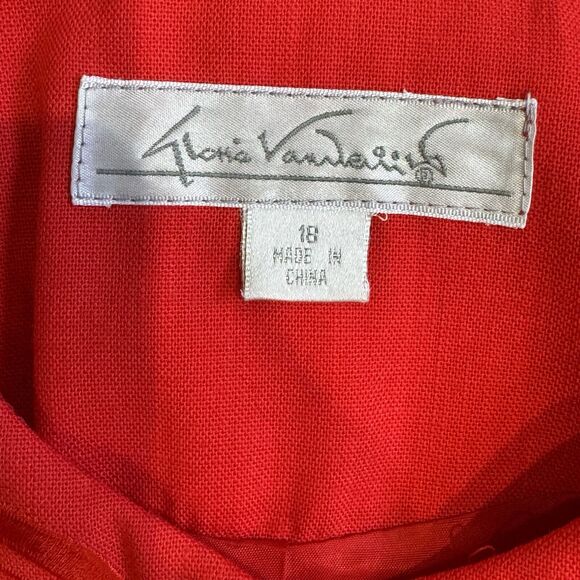 Gloria Vanderbilt ®
18
MADE IN
CHINA